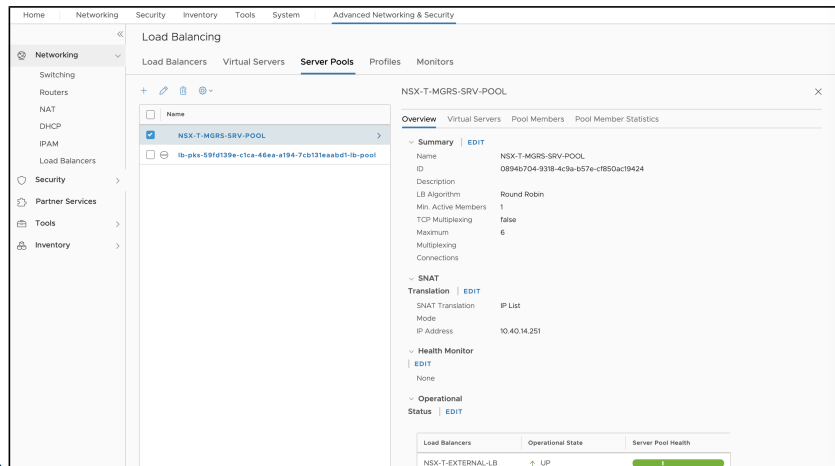 Home Networking Security Inventory Tools System Advanced Networking & Security
Networking
Switching
Routers
NAT
DHCP
IPAM
Load Balancers
Security
Partner Services
Tools
Inventory
Load Balancing
Load Balancers Virtual Servers Server Pools Profiles Monitors
Name
NSX-T-MGRS-SRV-POOL
lb-pks-59fd139e-c1ca-46ea-a194-7cb131eaabd1-lb-pool
NSX-T-MGRS-SRV-POOL
Overview Virtual Servers Pool Members Pool Member Statistics
Summary | EDIT
Name NSX-T-MGRS-SRV-POOL
ID 0894b704-9318-4c9a-b57e-cf850ac19424
Description
LB Algorithm Round Robin
Min. Active Members 1
TCP Multiplexing false
Maximum 6
Multiplexing
Connections
SNAT
Translation | EDIT
SNAT Translation IP List
Mode
IP Address 10.40.14.251
Health Monitor
| EDIT
None
Operational
Status | EDIT
Load Balancers Operational State Server Pool Health
NSX-T-EXTERNAL-LB ↑ UP